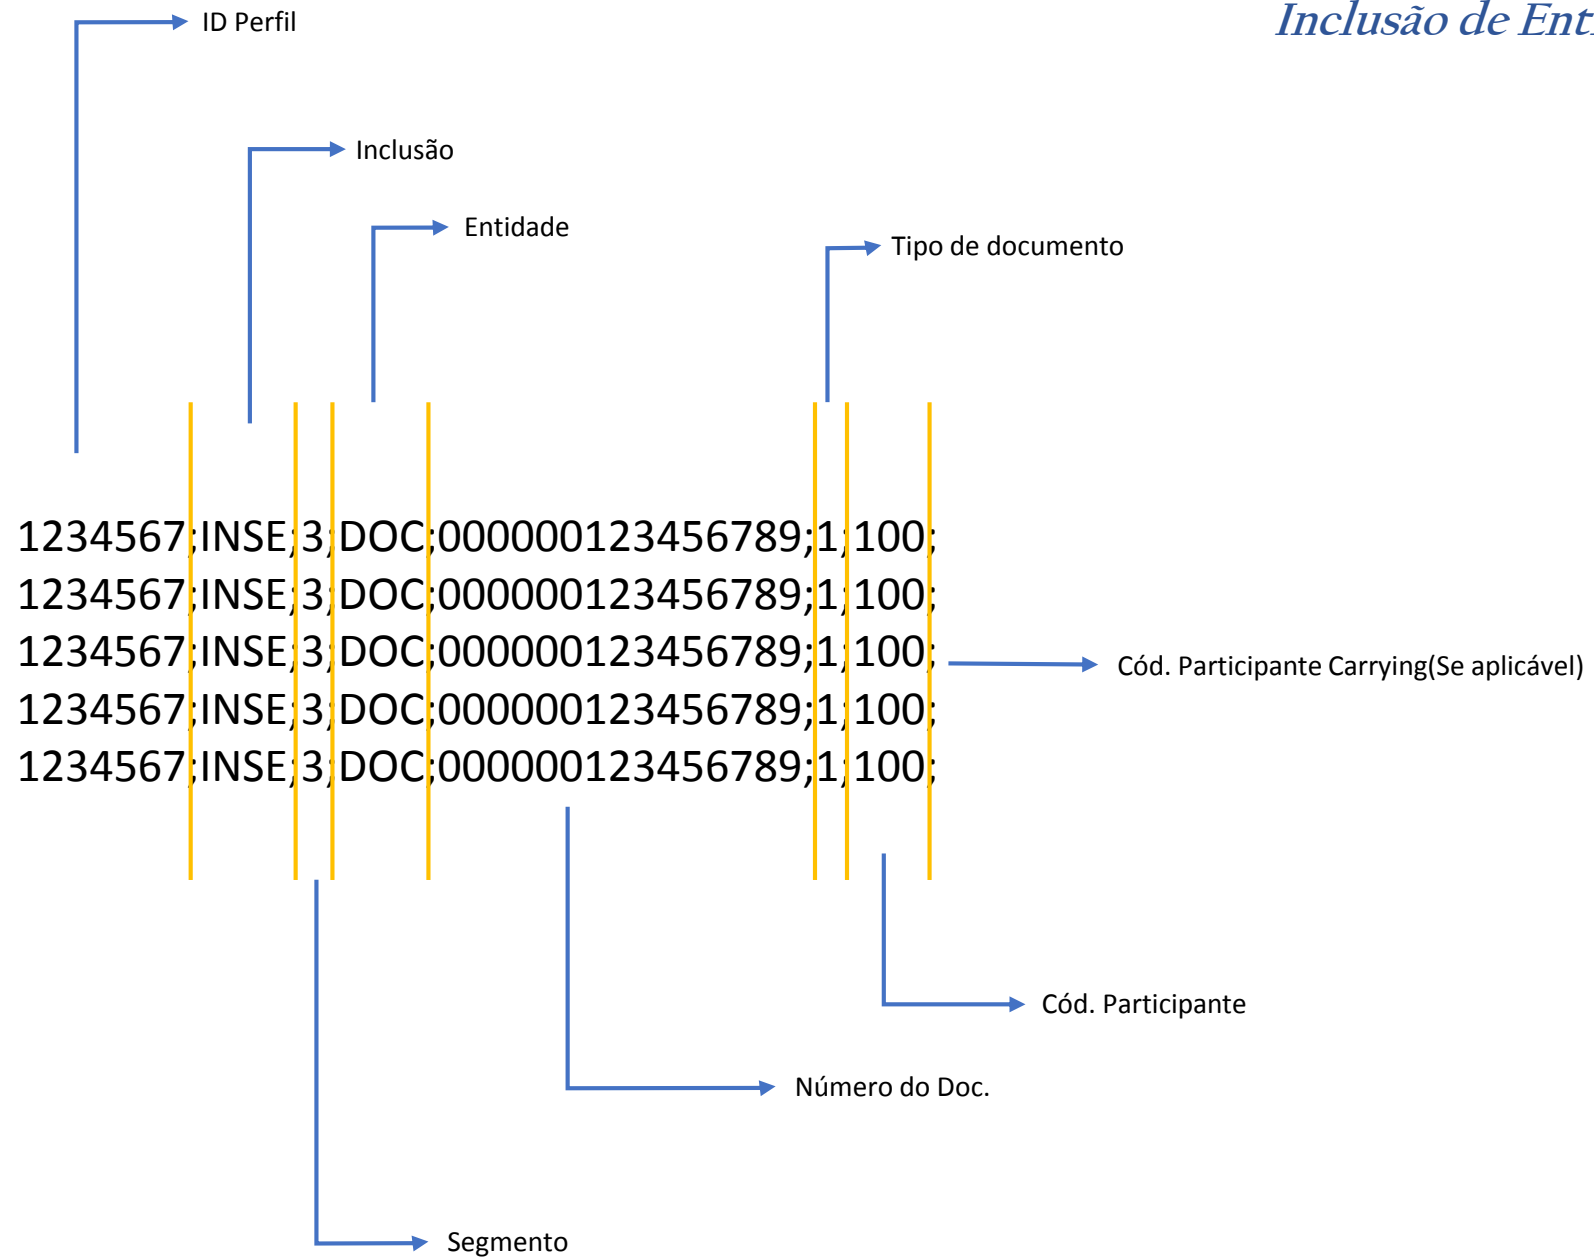 ID Perfil
Inclusão de
Inclusão
Entidade
Tipo de documento
1234567;INSE;3;DOC;000000123456789;1;100;
1234567;INSE;3;DOC;000000123456789;1;100;
1234567;INSE;3;DOC;000000123456789;1;100;
1234567;INSE;3;DOC;000000123456789;1;100;
1234567;INSE;3;DOC;000000123456789;1;100;
Cód. Participante Carrying(Se aplicável)
Cód. Participante
Número do Doc.
Segmento